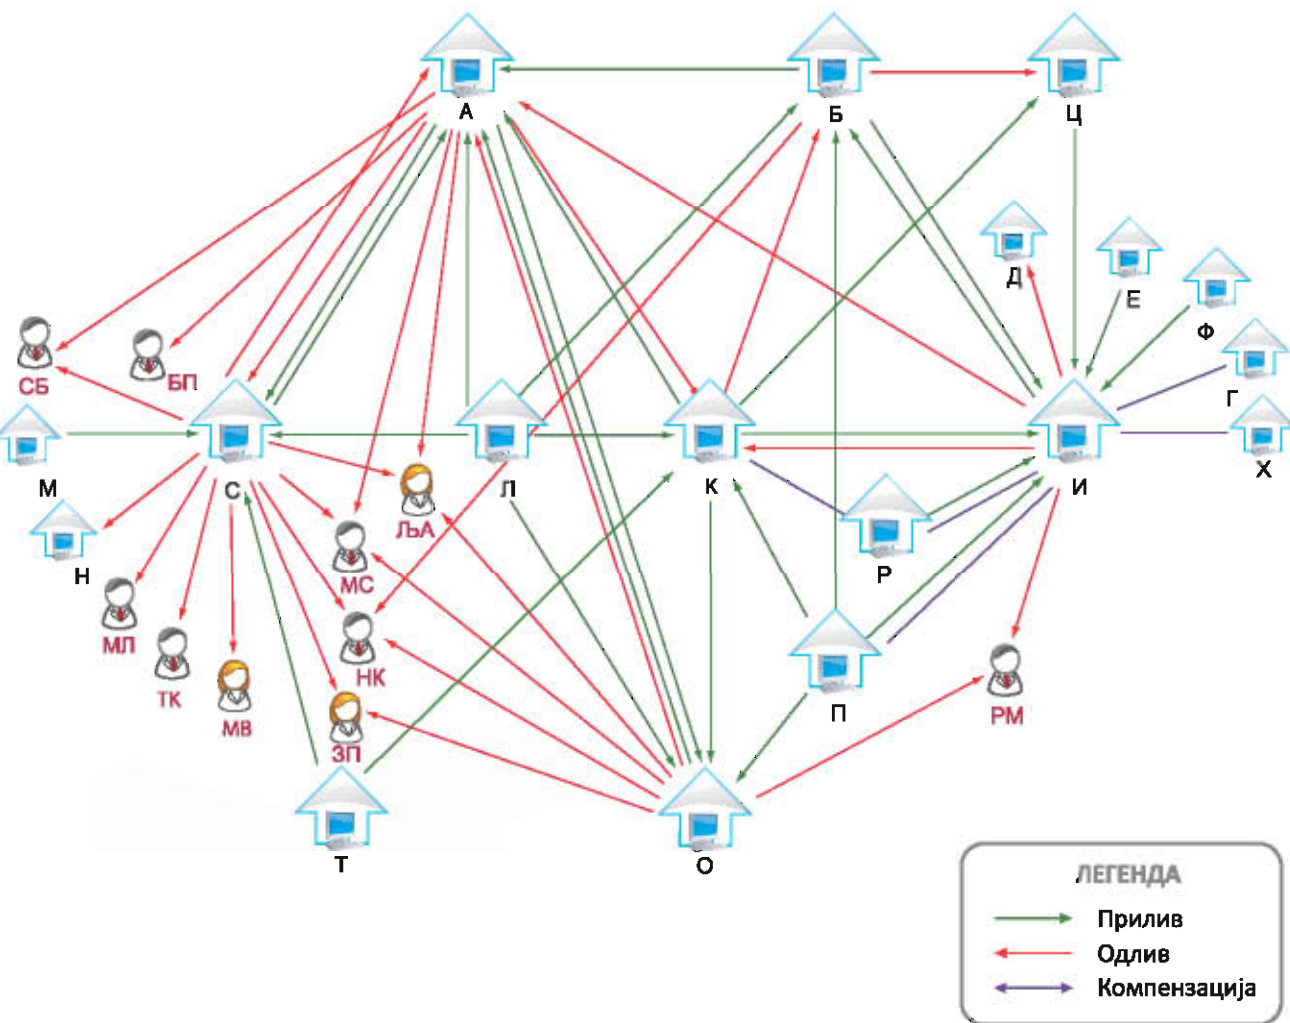 А
Б
Ц
Д
Е
Ф
Г
Х
СБ
БП
М
С
Л
К
И
Н
ЉА
МС
Р
МЛ
ТК
МВ
НК
ЗП
П
РМ
Т
О
ЛЕГЕНДА
Прилив
Одлив
Компензација